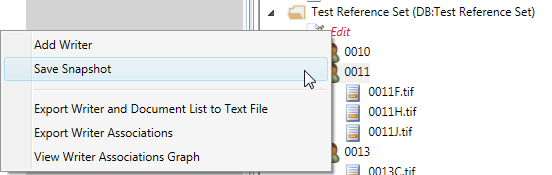 Test Reference Set (DB:Test Reference Set)
Edit
0010
0011
0011F.tif
0011H.tif
0011J.tif
0013
0013C.tif
Add Writer
Save Snapshot
Export Writer and Document List to Text File
Export Writer Associations
View Writer Associations Graph